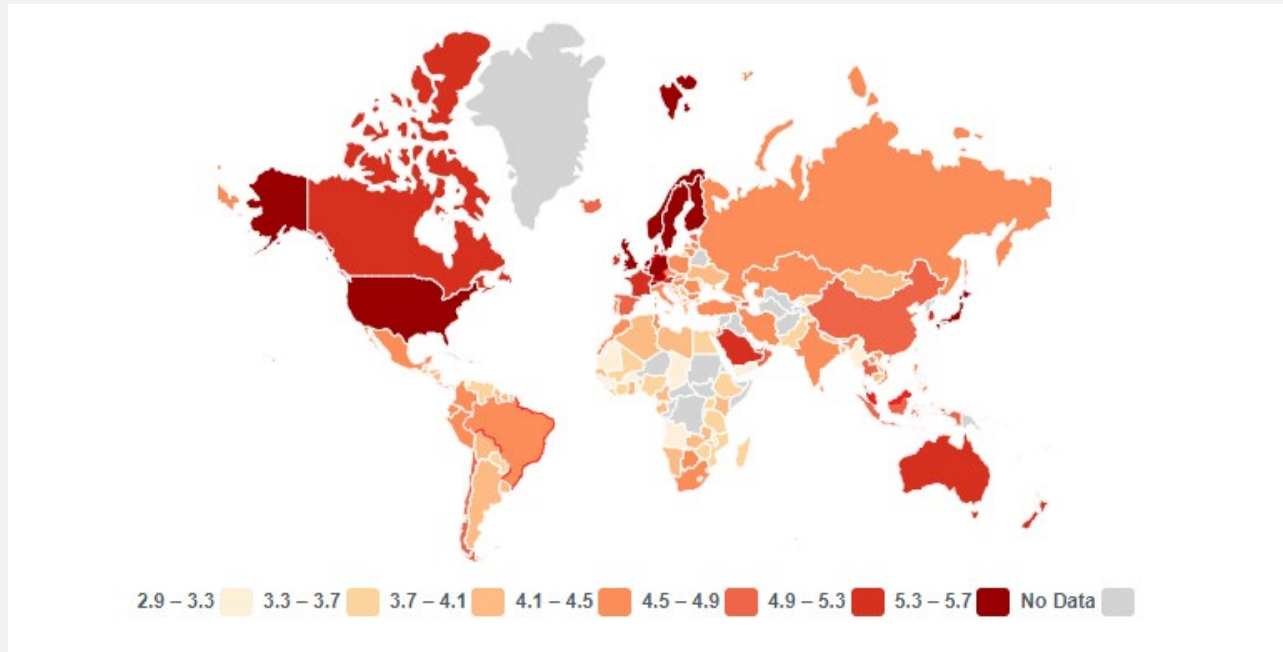 2.9 – 3.3 3.3 – 3.7 3.7 – 4.1 4.1 – 4.5 4.5 – 4.9 4.9 – 5.3 5.3 – 5.7 No Data